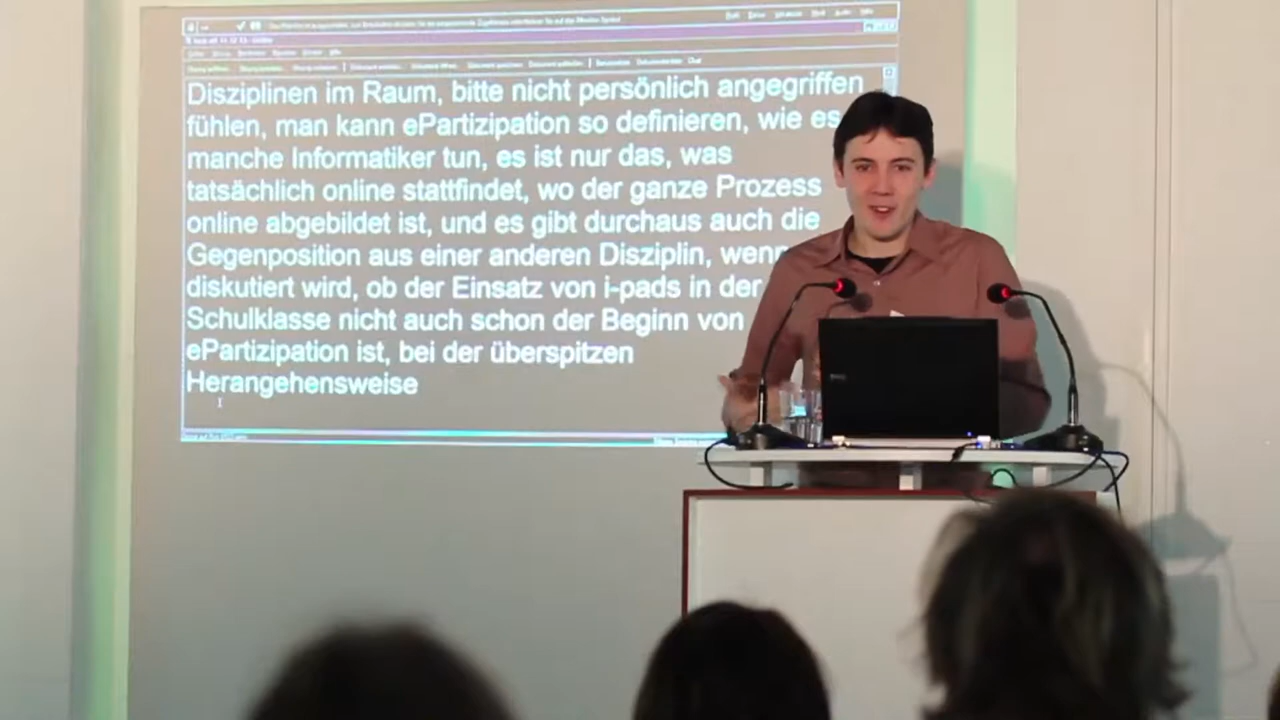 Disziplinen im Raum, bitte nicht persönlich angegriffen
fühlen, man kann ePartizipation so definieren, wie es
manche Informatiker tun, es ist nur das, was
tatsächlich online stattfindet, wo der ganze Prozess
online abgebildet ist, und es gibt durchaus auch die
Gegenposition aus einer anderen Disziplin, wenn
diskutiert wird, ob der Einsatz von i-pads in der
Schulklasse nicht auch schon der Beginn von
ePartizipation ist, bei der überspitzen
Herangehensweise